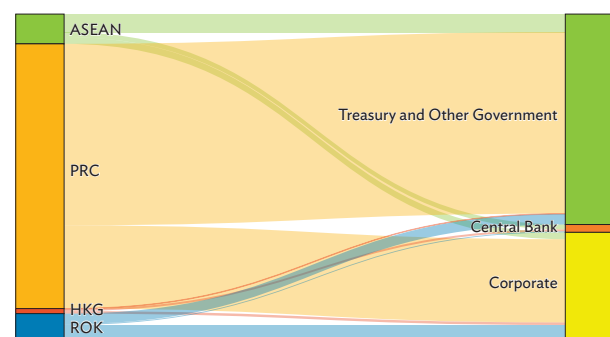 ASEAN
Treasury and Other Government
PRC
Central Bank
Corporate
HKG
ROK